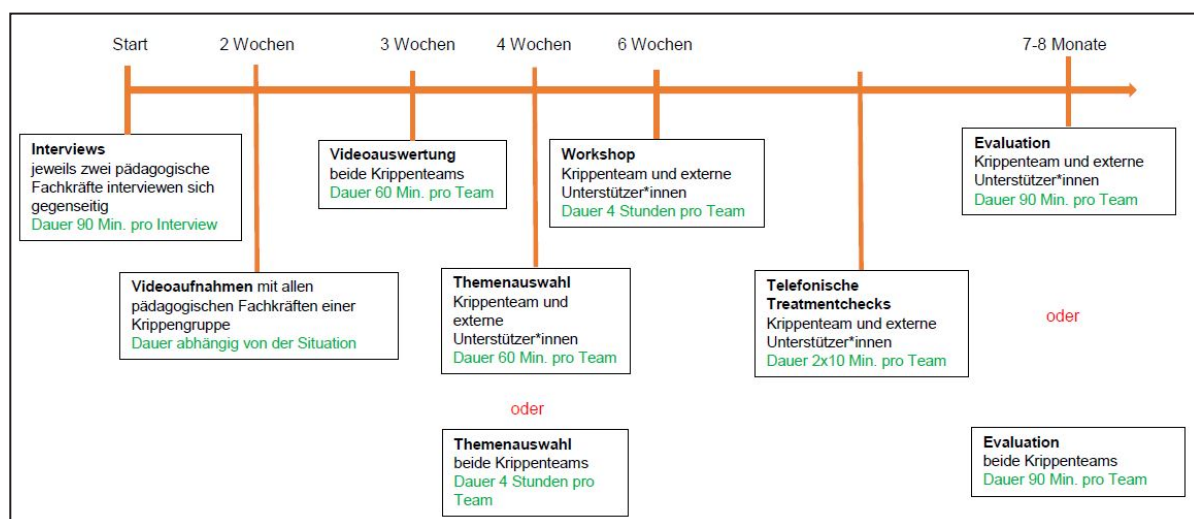 Start
2 Wochen
3 Wochen
4 Wochen
6 Wochen
7-8 Monate
Interviews
jeweils zwei pädagogische
Fachkräfte interviewen sich
gegenseitig
Dauer 90 Min. pro Interview
Videoaufnahmen mit allen
pädagogischen Fachkräften einer
Krippengruppe
Dauer abhängig von der Situation
Videoauswertung
beide Krippenteams
Dauer 60 Min. pro Team
Themenauswahl
Krippenteam und
externe
Unterstützer*innen
Dauer 60 Min. pro Team
oder
Themenauswahl
beide Krippenteams
Dauer 4 Stunden pro
Team
Workshop
Krippenteam und externe
Unterstützer*innen
Dauer 4 Stunden pro Team
Telefonische
Treatmentchecks
Krippenteam und externe
Unterstützer*innen
Dauer 2x10 Min. pro Team
Evaluation
Krippenteam und externe
Unterstützer*innen
Dauer 90 Min. pro Team
oder
Evaluation
beide Krippenteams
Dauer 90 Min. pro Team